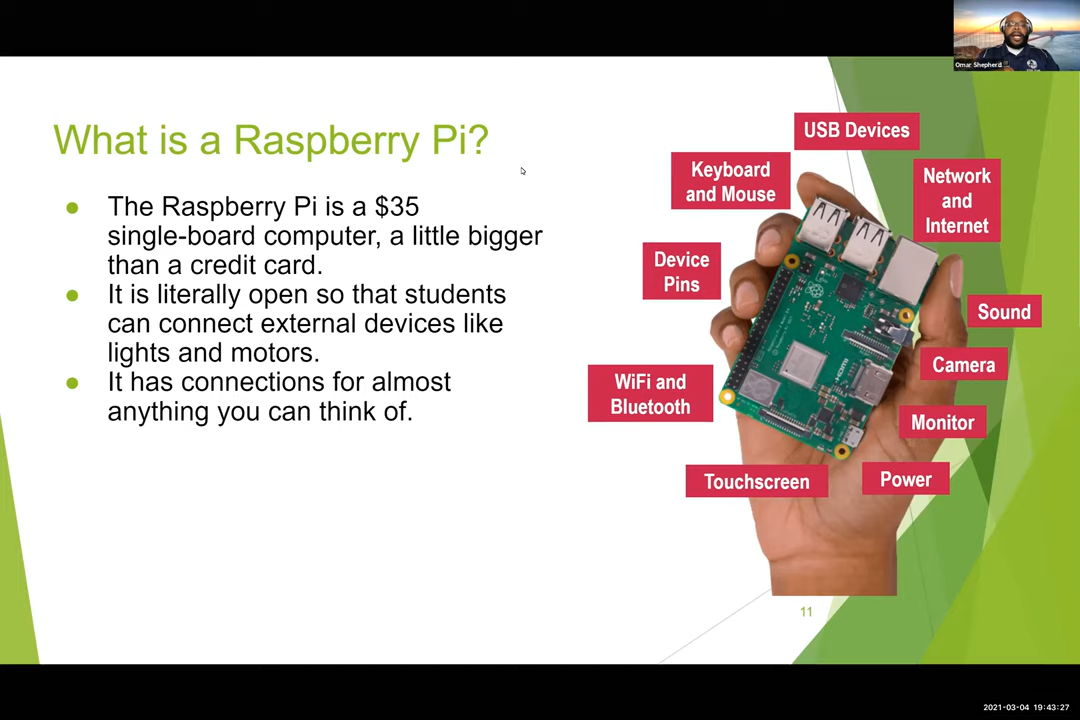 Omar Shepherd
What is a Raspberry Pi?
● The Raspberry Pi is a $35
single-board computer, a little bigger
than a credit card.
● It is literally open so that students
can connect external devices like
lights and motors.
● It has connections for almost
anything you can think of.
USB Devices
Keyboard
and Mouse
Network
and
Internet
Device
Pins
Sound
Camera
WiFi and
Bluetooth
Monitor
Touchscreen
Power
HDMI
11
2021-03-04 19:43:27